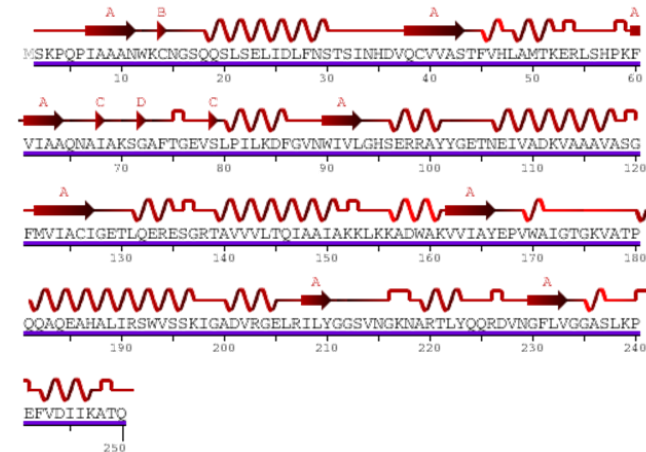 A B A A
MSKPQPIAAANWKCNGSQQSLSELIDLFNSTSINHDVQCVVASTFVHLAMTKERLSHPKF
10 20 30 40 50 60
A C D C A
VIAAQNAIAKSGAFTGEVSLPILKDFGVNWIVLGHSERRAYYGETNEIVADKVAAAVASG
70 80 90 100 110 120
A A
FMVIACIGETLQERESGRTAVVVLTQIAAIAKKLKKADWAKVVIAYEPVWAIGTGKVATP
130 140 150 160 170 180
A A
QQAQEAHALIRSWVSSKIGADVRGELRILYGGSVNGKNARTLYQQRDVNGFLVGGASLKP
190 200 210 220 230 240
EFVDIIKATQ
250